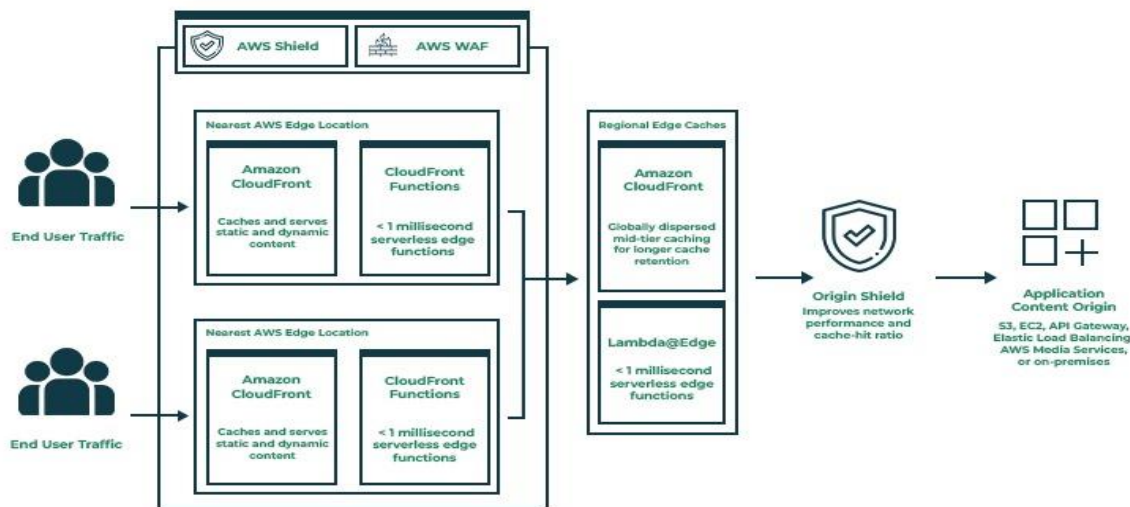 AWS Shield
AWS WAF
Nearest AWS Edge Location
Amazon
CloudFront
Caches and serves
static and dynamic
content
CloudFront
Functions
< 1 millisecond
serverless edge
functions
End User Traffic
Nearest AWS Edge Location
Amazon
CloudFront
Caches and serves
static and dynamic
content
CloudFront
Functions
< 1 millisecond
serverless edge
functions
End User Traffic
Regional Edge Caches
Amazon
CloudFront
Globally dispersed
mid-tier caching
for longer cache
retention
Lambda@Edge
< 1 millisecond
serverless edge
functions
Origin Shield
Improves network
performance and
cache-hit ratio
Application
Content Origin
S3, EC2, API Gateway,
Elastic Load Balancing,
AWS Media Services,
or on-premises